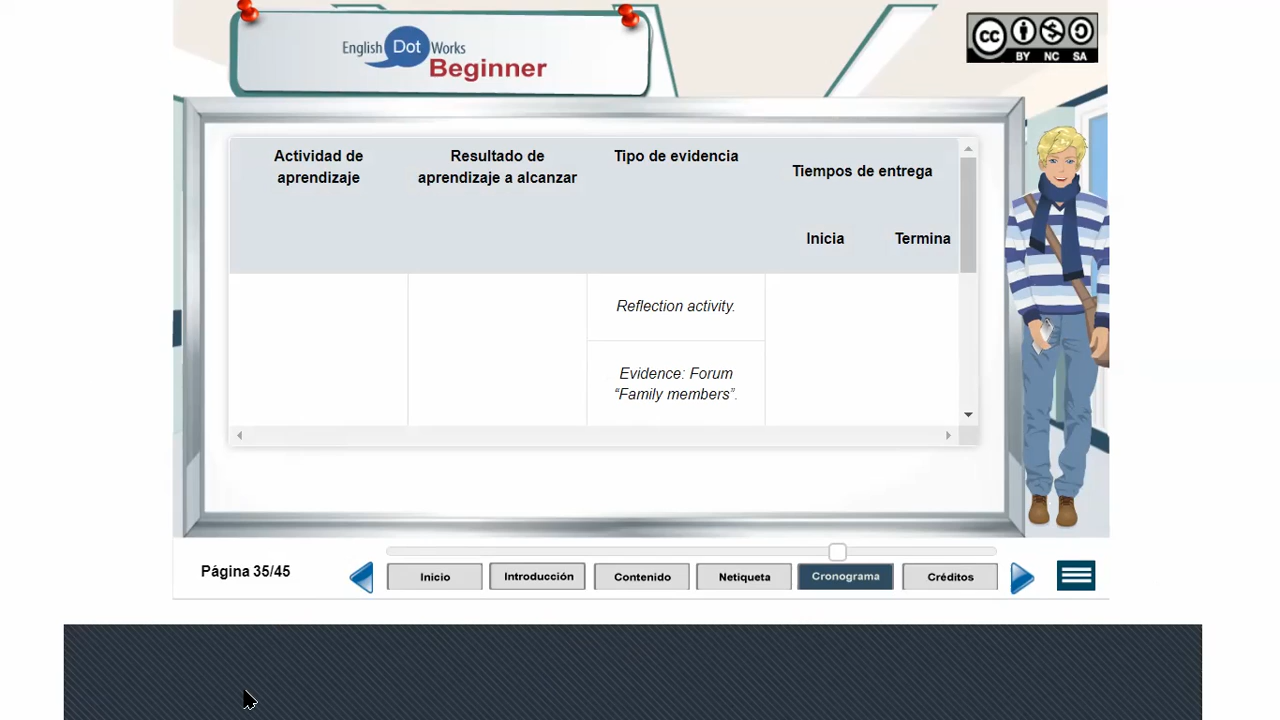 English Dot Works
Beginner
cc
BY NC SA
Actividad de
aprendizaje
Resultado de
aprendizaje a alcanzar
Tipo de evidencia
Tiempos de entrega
Inicia
Termina
Reflection activity.
Evidence: Forum
“Family members”.
Página 35/45
Inicio
Introducción
Contenido
Netiqueta
Cronograma
Créditos